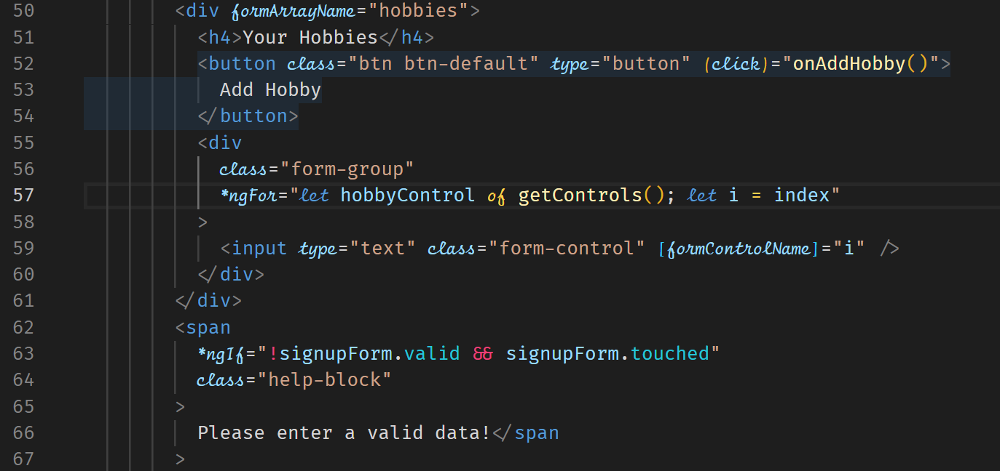 50 <div formArrayName="hobbies">
51 <h4>Your Hobbies</h4>
52 <button class="btn btn-default" type="button" (click)="onAddHobby()">
53 Add Hobby
54 </button>
55 <div
56 class="form-group"
57 *ngFor="let hobbyControl of getControls(); let i = index"
58 >
59 <input type="text" class="form-control" [formControlName]="i" />
60 </div>
61 </div>
62 <span
63 *ngIf="!signupForm.valid && signupForm.touched"
64 class="help-block"
65 >
66 Please enter a valid data!</span
67 >